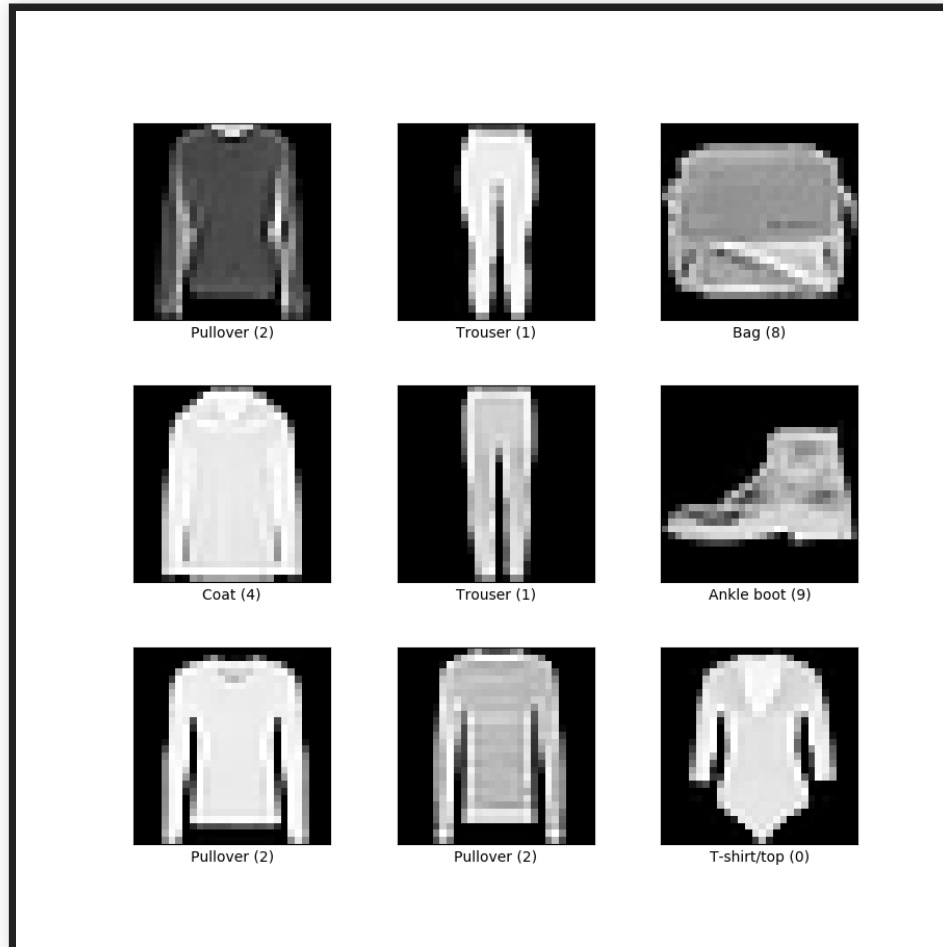 Pullover (2)
Trouser (1)
Bag (8)
Coat (4)
Trouser (1)
Ankle boot (9)
Pullover (2)
Pullover (2)
T-shirt/top (0)